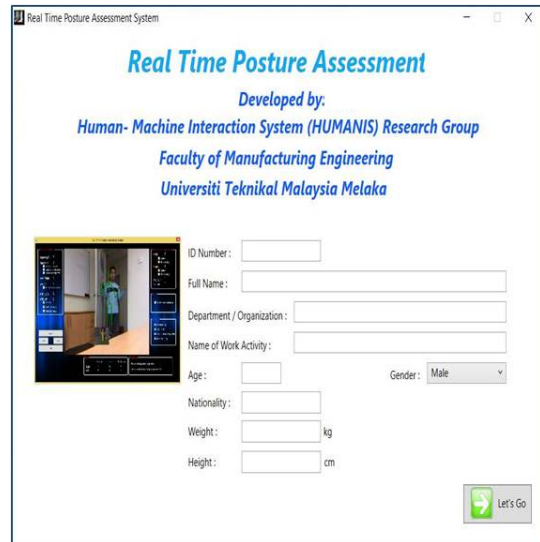 Real Time Posture Assessment System
Real Time Posture Assessment
Developed by:
Human- Machine Interaction System (HUMANIS) Research Group
Faculty of Manufacturing Engineering
Universiti Teknikal Malaysia Melaka
ID Number :
Full Name :
Department / Organization :
Name of Work Activity :
Age :
Gender : Male
Nationality :
Weight : kg
Height : cm
Let's Go